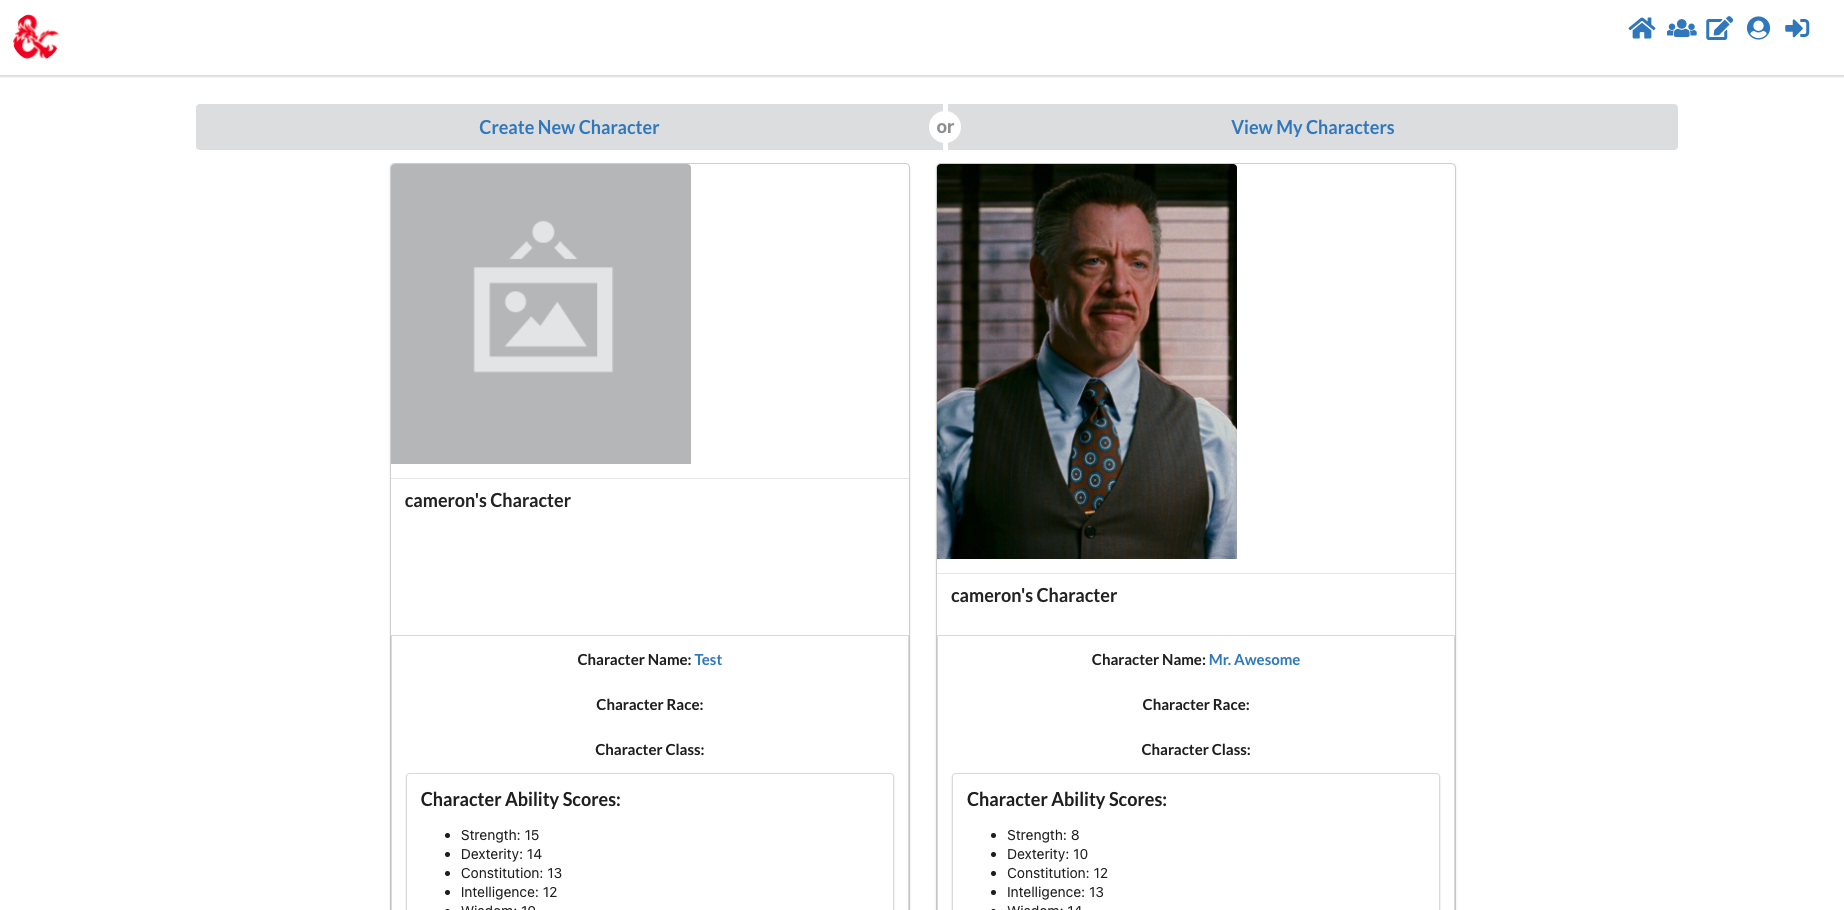 Create New Character or View My Characters
cameron's Character
Character Name: Test
Character Race:
Character Class:
Character Ability Scores:
Strength: 15
Dexterity: 14
Constitution: 13
Intelligence: 12
cameron's Character
Character Name: Mr. Awesome
Character Race:
Character Class:
Character Ability Scores:
Strength: 8
Dexterity: 10
Constitution: 12
Intelligence: 13